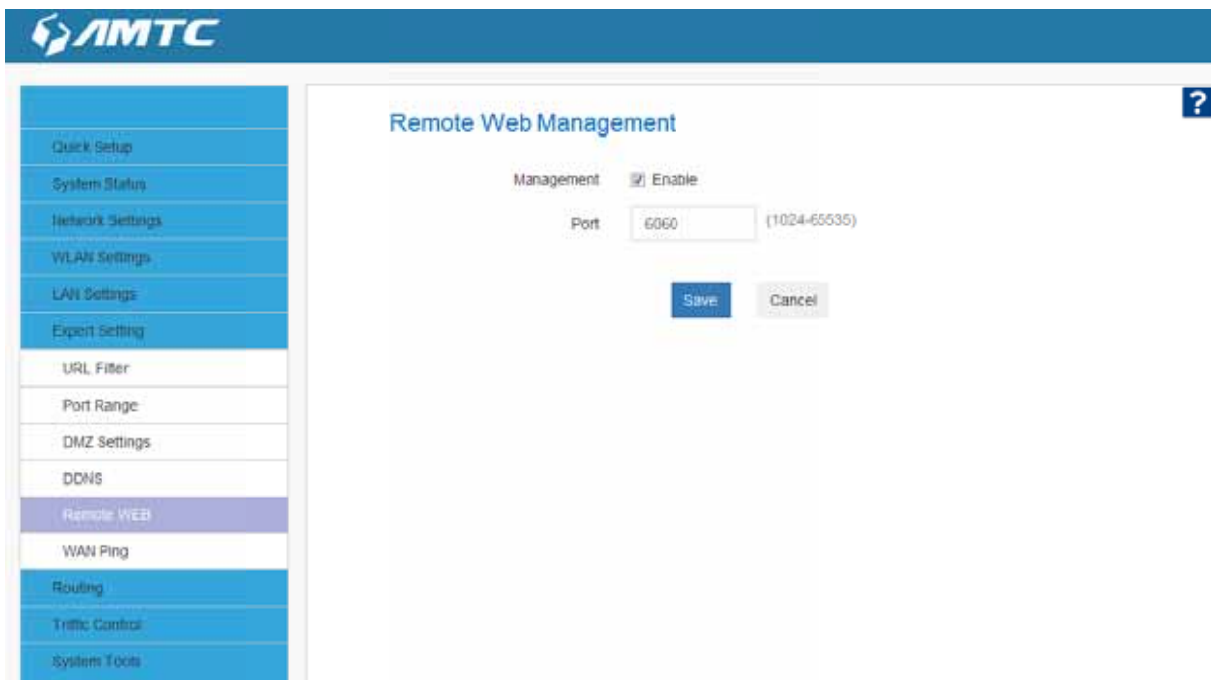 AMTC
?
Remote Web Management
Quick Setup
Management Enable
System Status
Port 6060 (1024-65535)
Network Settings
WLAN Settings
Save Cancel
LAN Settings
Expert Setting
URL Filter
Port Range
DMZ Settings
DDNS
Remote WEB
WAN Ping
Routing
Triffic Control
System Tools